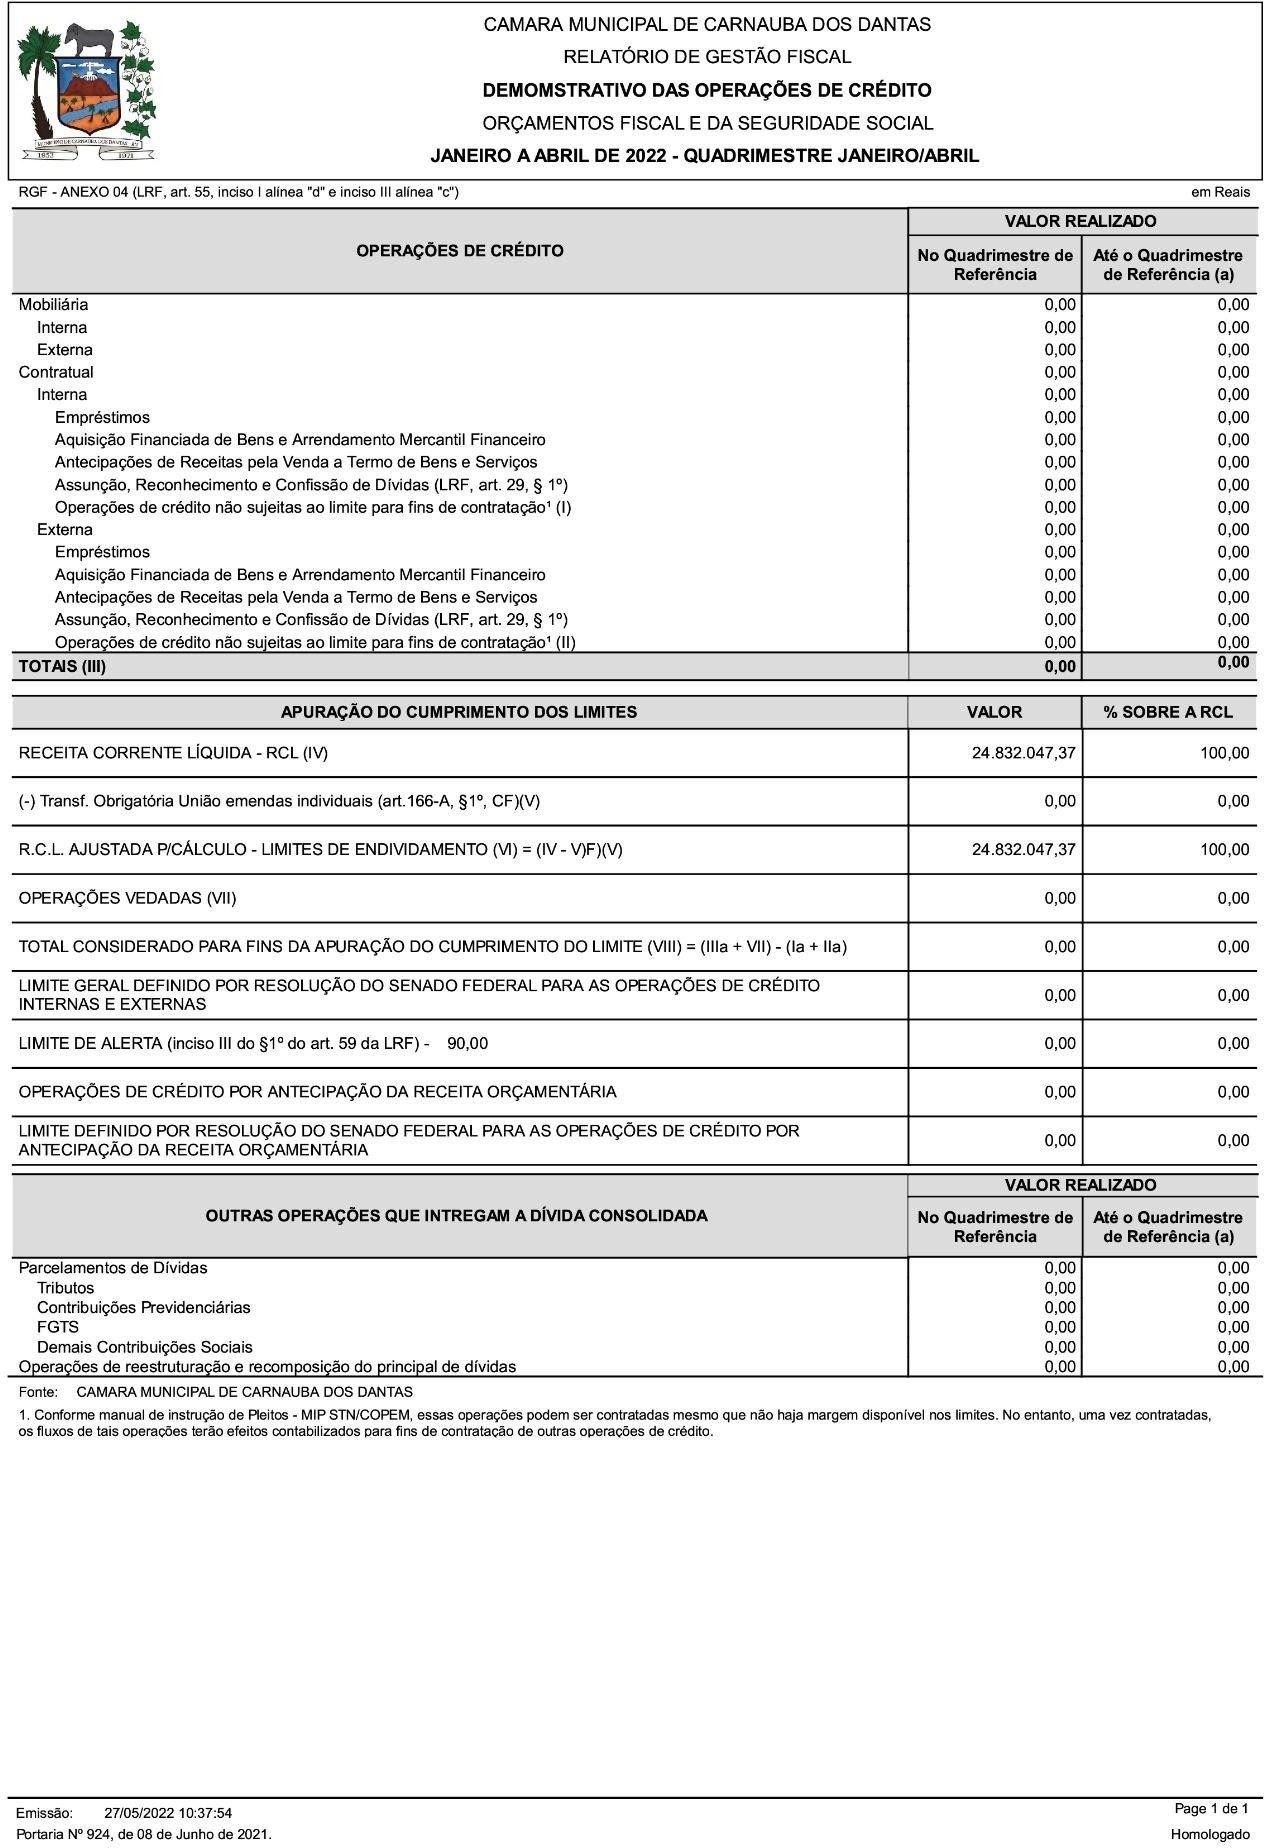 CAMARA MUNICIPAL DE CARNAUBA DOS DANTAS
RELATÓRIO DE GESTÃO FISCAL
DEMOMSTRATIVO DAS OPERAÇÕES DE CRÉDITO
ORÇAMENTOS FISCAL E DA SEGURIDADE SOCIAL
JANEIRO A ABRIL DE 2022 - QUADRIMESTRE JANEIRO/ABRIL
MUNICIPIO DE CARNAUBA DOS DANTAS - RN
1953 1971
RGF - ANEXO 04 (LRF, art. 55, inciso I alínea "d" e inciso III alínea "c") em Reais
OPERAÇÕES DE CRÉDITO
VALOR REALIZADO
No Quadrimestre de Referência
Até o Quadrimestre de Referência (a)
Mobiliária 0,00 0,00
Interna 0,00 0,00
Externa 0,00 0,00
Contratual 0,00 0,00
Interna 0,00 0,00
Empréstimos 0,00 0,00
Aquisição Financiada de Bens e Arrendamento Mercantil Financeiro 0,00 0,00
Antecipações de Receitas pela Venda a Termo de Bens e Serviços 0,00 0,00
Assunção, Reconhecimento e Confissão de Dívidas (LRF, art. 29, § 1º) 0,00 0,00
Operações de crédito não sujeitas ao limite para fins de contratação¹ (I) 0,00 0,00
Externa 0,00 0,00
Empréstimos 0,00 0,00
Aquisição Financiada de Bens e Arrendamento Mercantil Financeiro 0,00 0,00
Antecipações de Receitas pela Venda a Termo de Bens e Serviços 0,00 0,00
Assunção, Reconhecimento e Confissão de Dívidas (LRF, art. 29, § 1º) 0,00 0,00
Operações de crédito não sujeitas ao limite para fins de contratação¹ (II) 0,00 0,00
TOTAIS (III) 0,00 0,00
APURAÇÃO DO CUMPRIMENTO DOS LIMITES VALOR % SOBRE A RCL
RECEITA CORRENTE LÍQUIDA - RCL (IV) 24.832.047,37 100,00
(-) Transf. Obrigatória União emendas individuais (art.166-A, §1º, CF)(V) 0,00 0,00
R.C.L. AJUSTADA P/CÁLCULO - LIMITES DE ENDIVIDAMENTO (VI) = (IV - V)F)(V) 24.832.047,37 100,00
OPERAÇÕES VEDADAS (VII) 0,00 0,00
TOTAL CONSIDERADO PARA FINS DA APURAÇÃO DO CUMPRIMENTO DO LIMITE (VIII) = (IIIa + VII) - (Ia + IIa) 0,00 0,00
LIMITE GERAL DEFINIDO POR RESOLUÇÃO DO SENADO FEDERAL PARA AS OPERAÇÕES DE CRÉDITO
INTERNAS E EXTERNAS 0,00 0,00
LIMITE DE ALERTA (inciso III do §1º do art. 59 da LRF) - 90,00 0,00 0,00
OPERAÇÕES DE CRÉDITO POR ANTECIPAÇÃO DA RECEITA ORÇAMENTÁRIA 0,00 0,00
LIMITE DEFINIDO POR RESOLUÇÃO DO SENADO FEDERAL PARA AS OPERAÇÕES DE CRÉDITO POR
ANTECIPAÇÃO DA RECEITA ORÇAMENTÁRIA 0,00 0,00
OUTRAS OPERAÇÕES QUE INTREGAM A DÍVIDA CONSOLIDADA
VALOR REALIZADO
No Quadrimestre de Referência
Até o Quadrimestre de Referência (a)
Parcelamentos de Dívidas 0,00 0,00
Tributos 0,00 0,00
Contribuições Previdenciárias 0,00 0,00
FGTS 0,00 0,00
Demais Contribuições Sociais 0,00 0,00
Operações de reestruturação e recomposição do principal de dívidas 0,00 0,00
Fonte: CAMARA MUNICIPAL DE CARNAUBA DOS DANTAS
1. Conforme manual de instrução de Pleitos - MIP STN/COPEM, essas operações podem ser contratadas mesmo que não haja margem disponível nos limites. No entanto, uma vez contratadas,
os fluxos de tais operações terão efeitos contabilizados para fins de contratação de outras operações de crédito.
Emissão: 27/05/2022 10:37:54 Page 1 de 1
Portaria Nº 924, de 08 de Junho de 2021. Homologado